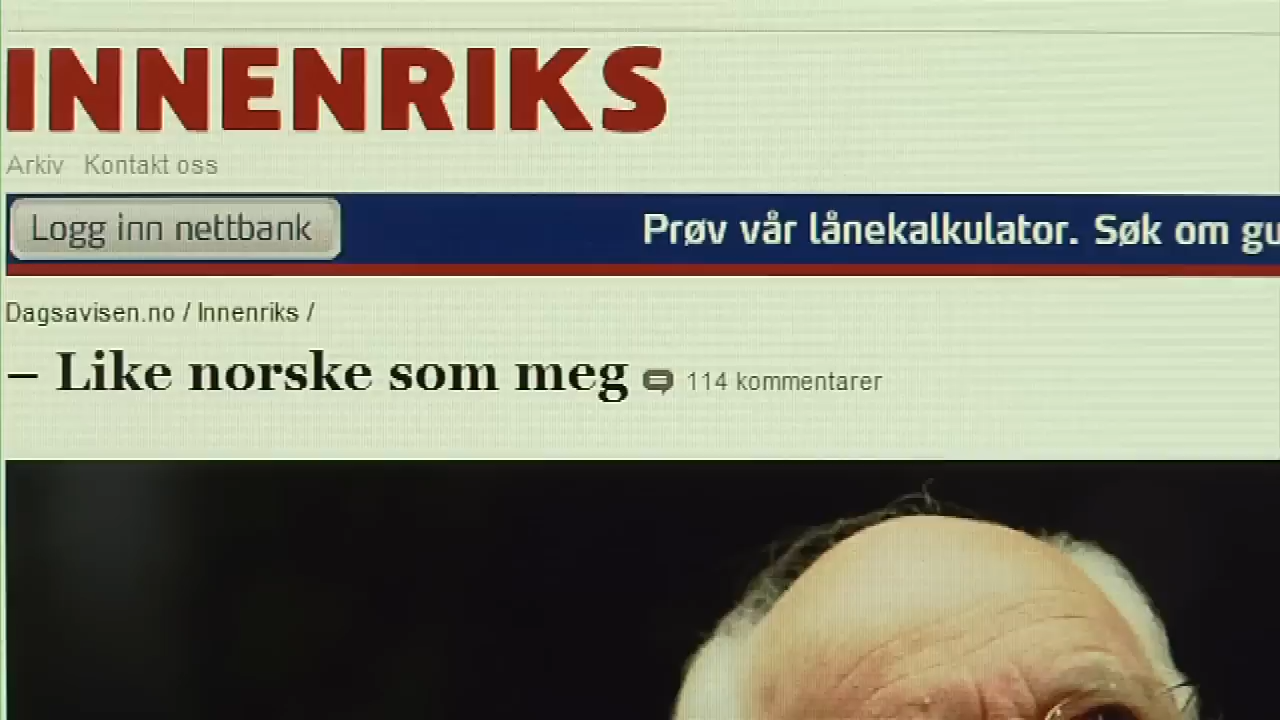 INNENRIKS
Arkiv Kontakt oss
Logg inn nettbank Prøv vår lånekalkulator. Søk om gu
Dagsavisen.no / Innenriks /
– Like norske som meg 114 kommentarer